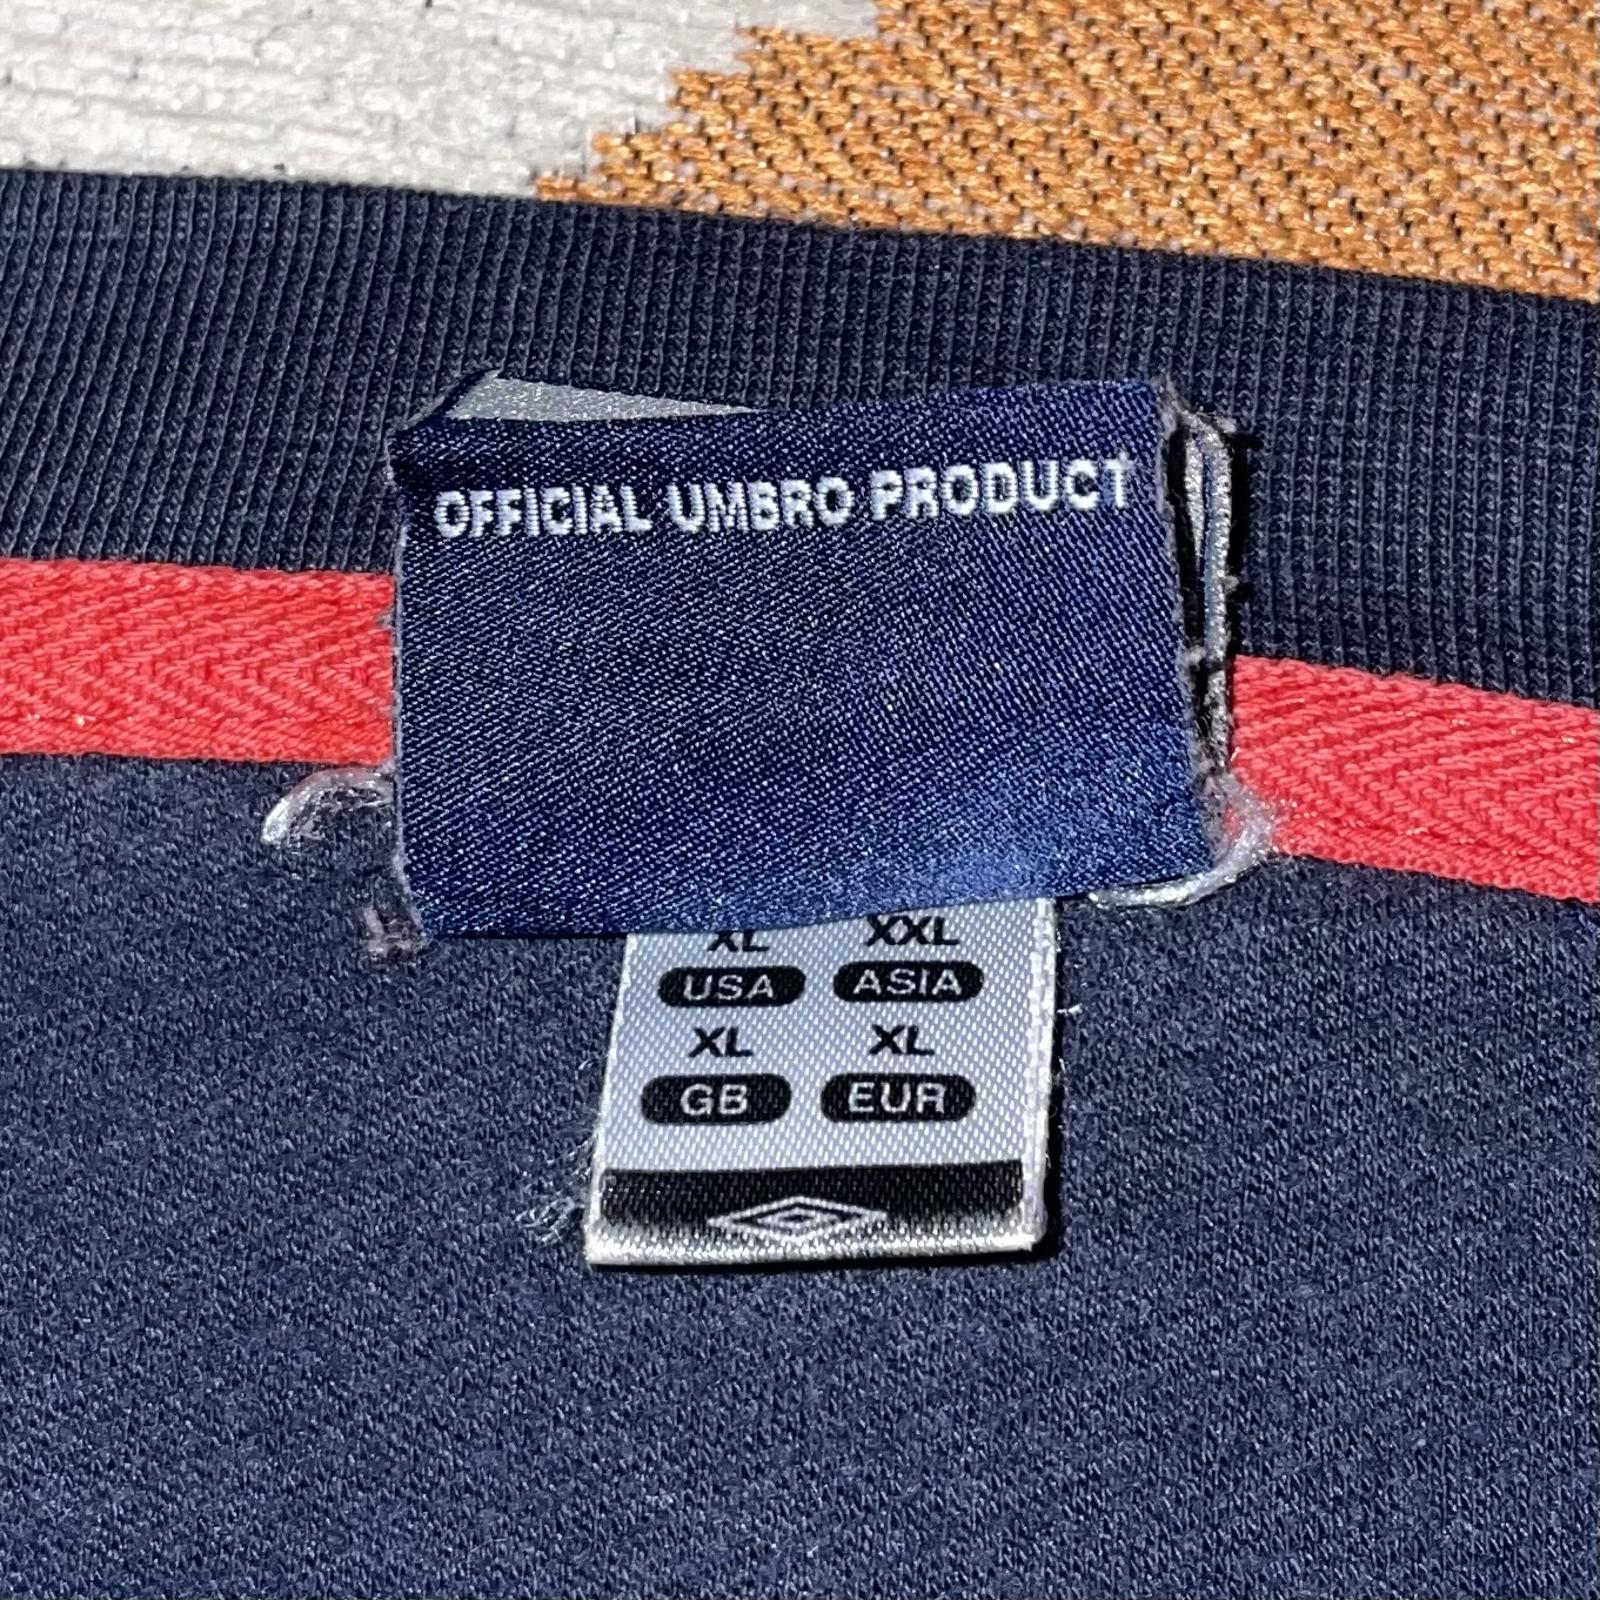 OFFICIAL UMBRO PRODUCT
XL XXL
USA ASIA
XL XL
GB EUR